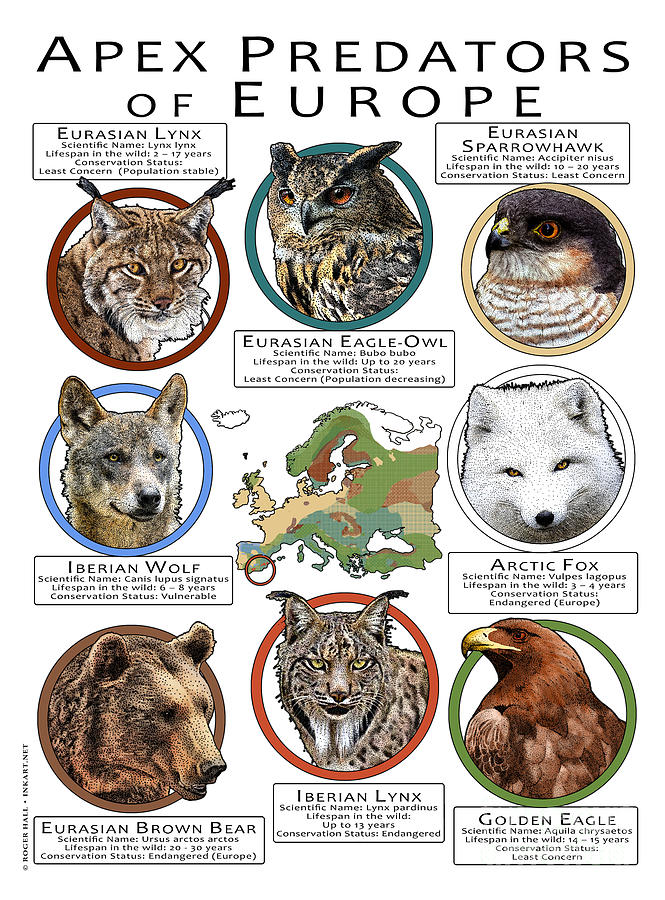 APEX PREDATORS
OF EUROPE
EURASIAN LYNX
Scientific Name: Lynx lynx
Lifespan in the wild: 2 – 17 years
Conservation Status:
Least Concern (Population stable)
EURASIAN
SPARROWHAWK
Scientific Name: Accipiter nisus
Lifespan in the wild: 10 – 20 years
Conservation Status: Least Concern
EURASIAN EAGLE-OWL
Scientific Name: Bubo bubo
Lifespan in the wild: Up to 20 years
Conservation Status:
Least Concern (Population decreasing)
IBERIAN WOLF
Scientific Name: Canis lupus signatus
Lifespan in the wild: 6 – 8 years
Conservation Status: Vulnerable
ARCTIC FOX
Scientific Name: Vulpes lagopus
Lifespan in the wild: 3 – 4 years
Conservation Status:
Endangered (Europe)
EURASIAN BROWN BEAR
Scientific Name: Ursus arctos arctos
Lifespan in the wild: 20 - 30 years
Conservation Status: Endangered (Europe)
IBERIAN LYNX
Scientific Name: Lynx pardinus
Lifespan in the wild:
Up to 13 years
Conservation Status: Endangered
GOLDEN EAGLE
Scientific Name: Aquila chrysaetos
Lifespan in the wild: 14 – 15 years
Conservation Status:
Least Concern
© ROGER HALL • INKART.NET